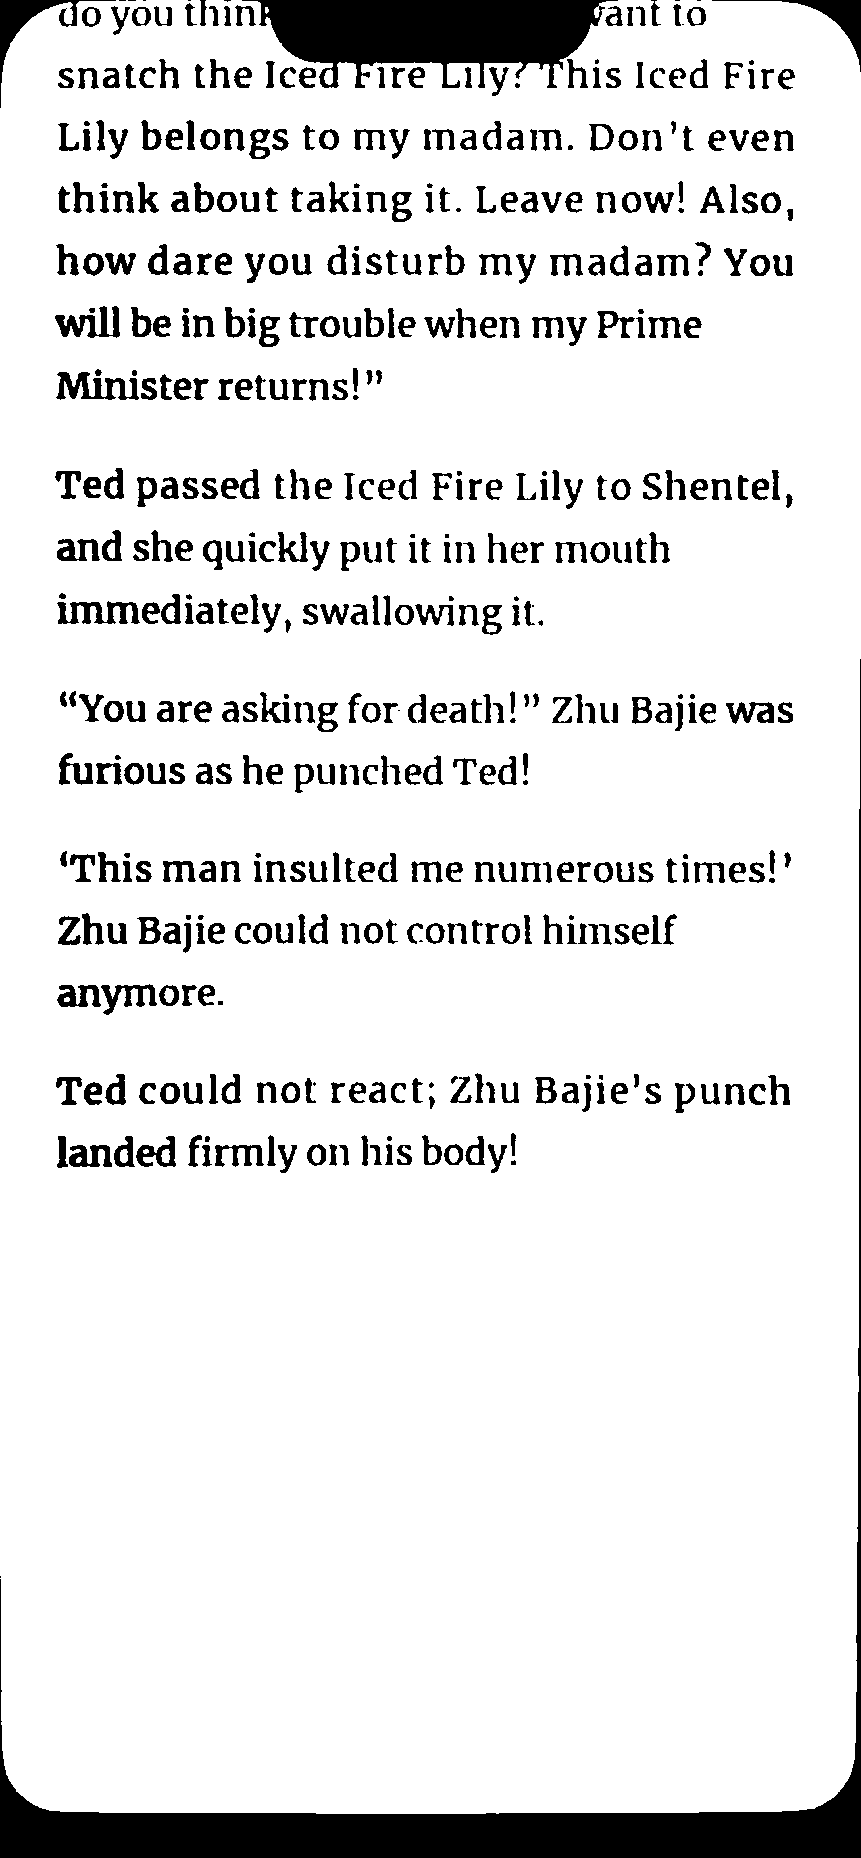 do you think want to
snatch the Iced Fire Lily? This Iced Fire
Lily belongs to my madam. Don't even
think about taking it. Leave now! Also,
how dare you disturb my madam? You
will be in big trouble when my Prime
Minister returns!”
Ted passed the Iced Fire Lily to Shentel,
and she quickly put it in her mouth
immediately, swallowing it.
“You are asking for death!” Zhu Bajie was
furious as he punched Ted!
‘This man insulted me numerous times!’
Zhu Bajie could not control himself
anymore.
Ted could not react; Zhu Bajie's punch
landed firmly on his body!